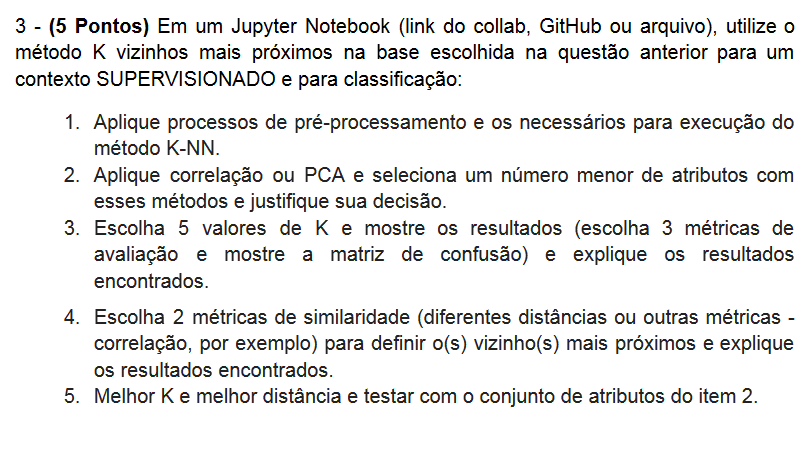 3 - (5 Pontos) Em um Jupyter Notebook (link do collab, GitHub ou arquivo), utilize o
método K vizinhos mais próximos na base escolhida na questão anterior para um
contexto SUPERVISIONADO e para classificação:
1. Aplique processos de pré-processamento e os necessários para execução do
método K-NN.
2. Aplique correlação ou PCA e seleciona um número menor de atributos com
esses métodos e justifique sua decisão.
3. Escolha 5 valores de K e mostre os resultados (escolha 3 métricas de
avaliação e mostre a matriz de confusão) e explique os resultados
encontrados.
4. Escolha 2 métricas de similaridade (diferentes distâncias ou outras métricas -
correlação, por exemplo) para definir o(s) vizinho(s) mais próximos e explique
os resultados encontrados.
5. Melhor K e melhor distância e testar com o conjunto de atributos do item 2.